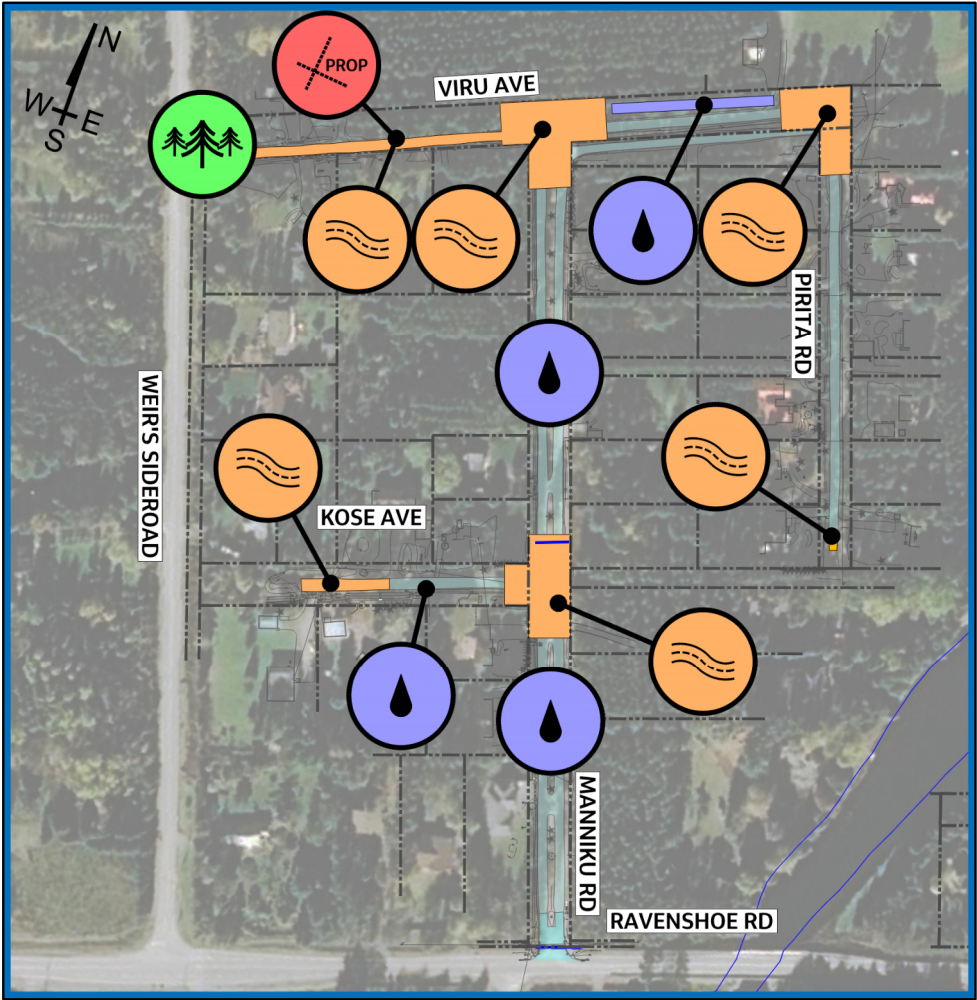 N
W
E
S
PROP
VIRU AVE
PIRITA RD
WEIR'S SIDEROAD
KOSE AVE
MANNIKU RD
RAVENSHOE RD